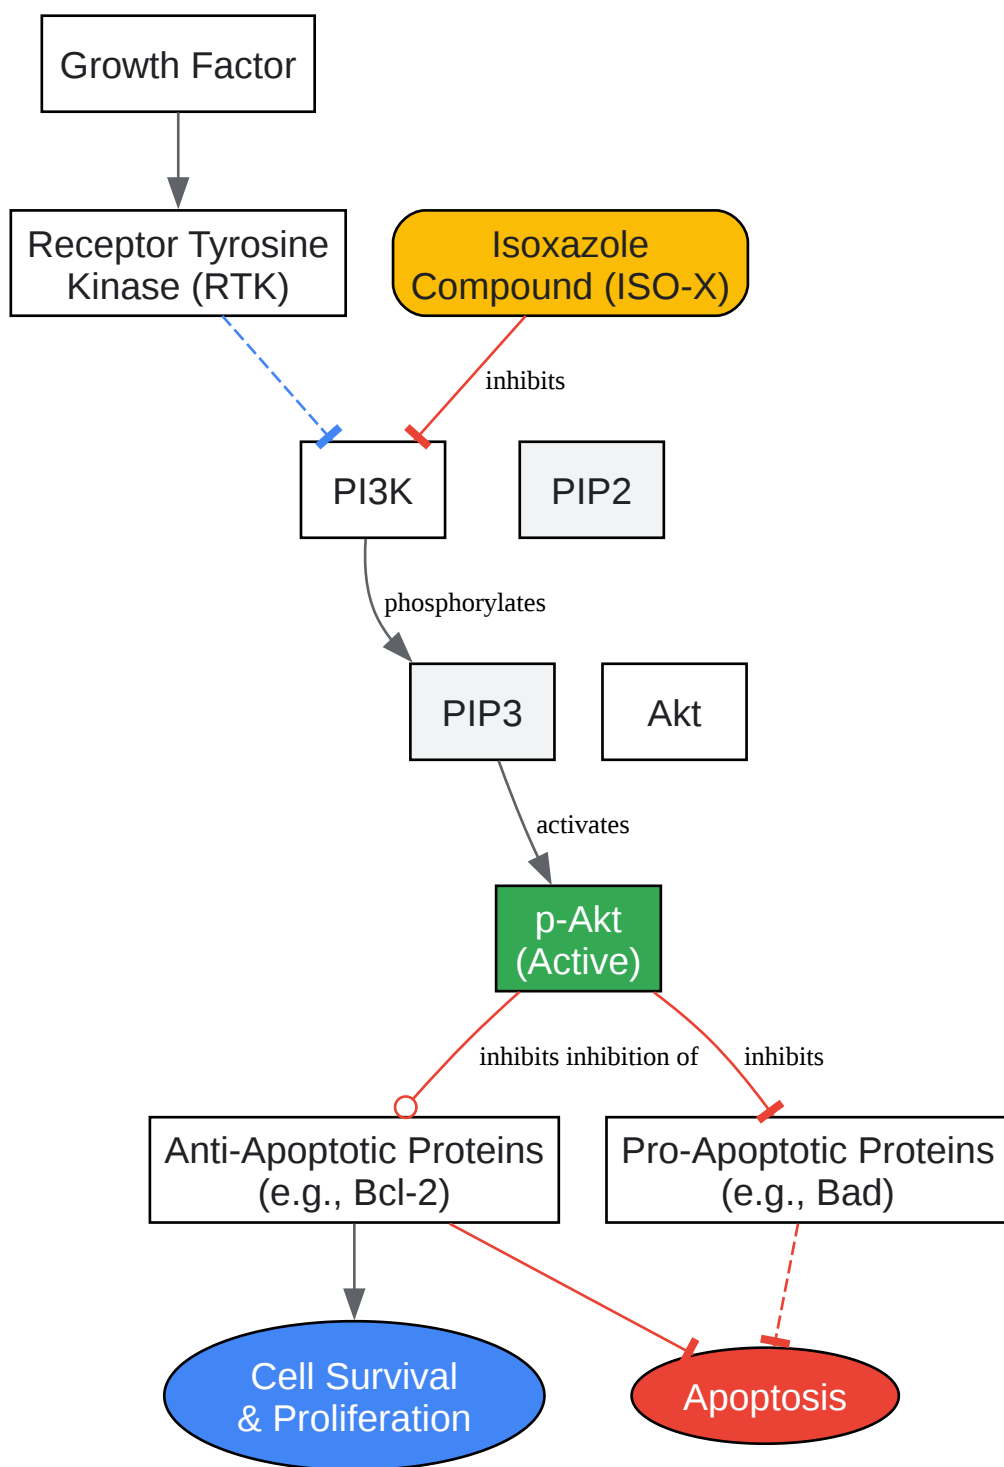 Growth Factor
Receptor Tyrosine
Kinase (RTK)
Isoxazole
Compound (ISO-X)
inhibits
PI3K
PIP2
phosphorylates
PIP3
Akt
activates
p-Akt
(Active)
inhibits inhibition of
inhibits
Anti-Apoptotic Proteins
(e.g., Bcl-2)
Pro-Apoptotic Proteins
(e.g., Bad)
Cell Survival
& Proliferation
Apoptosis